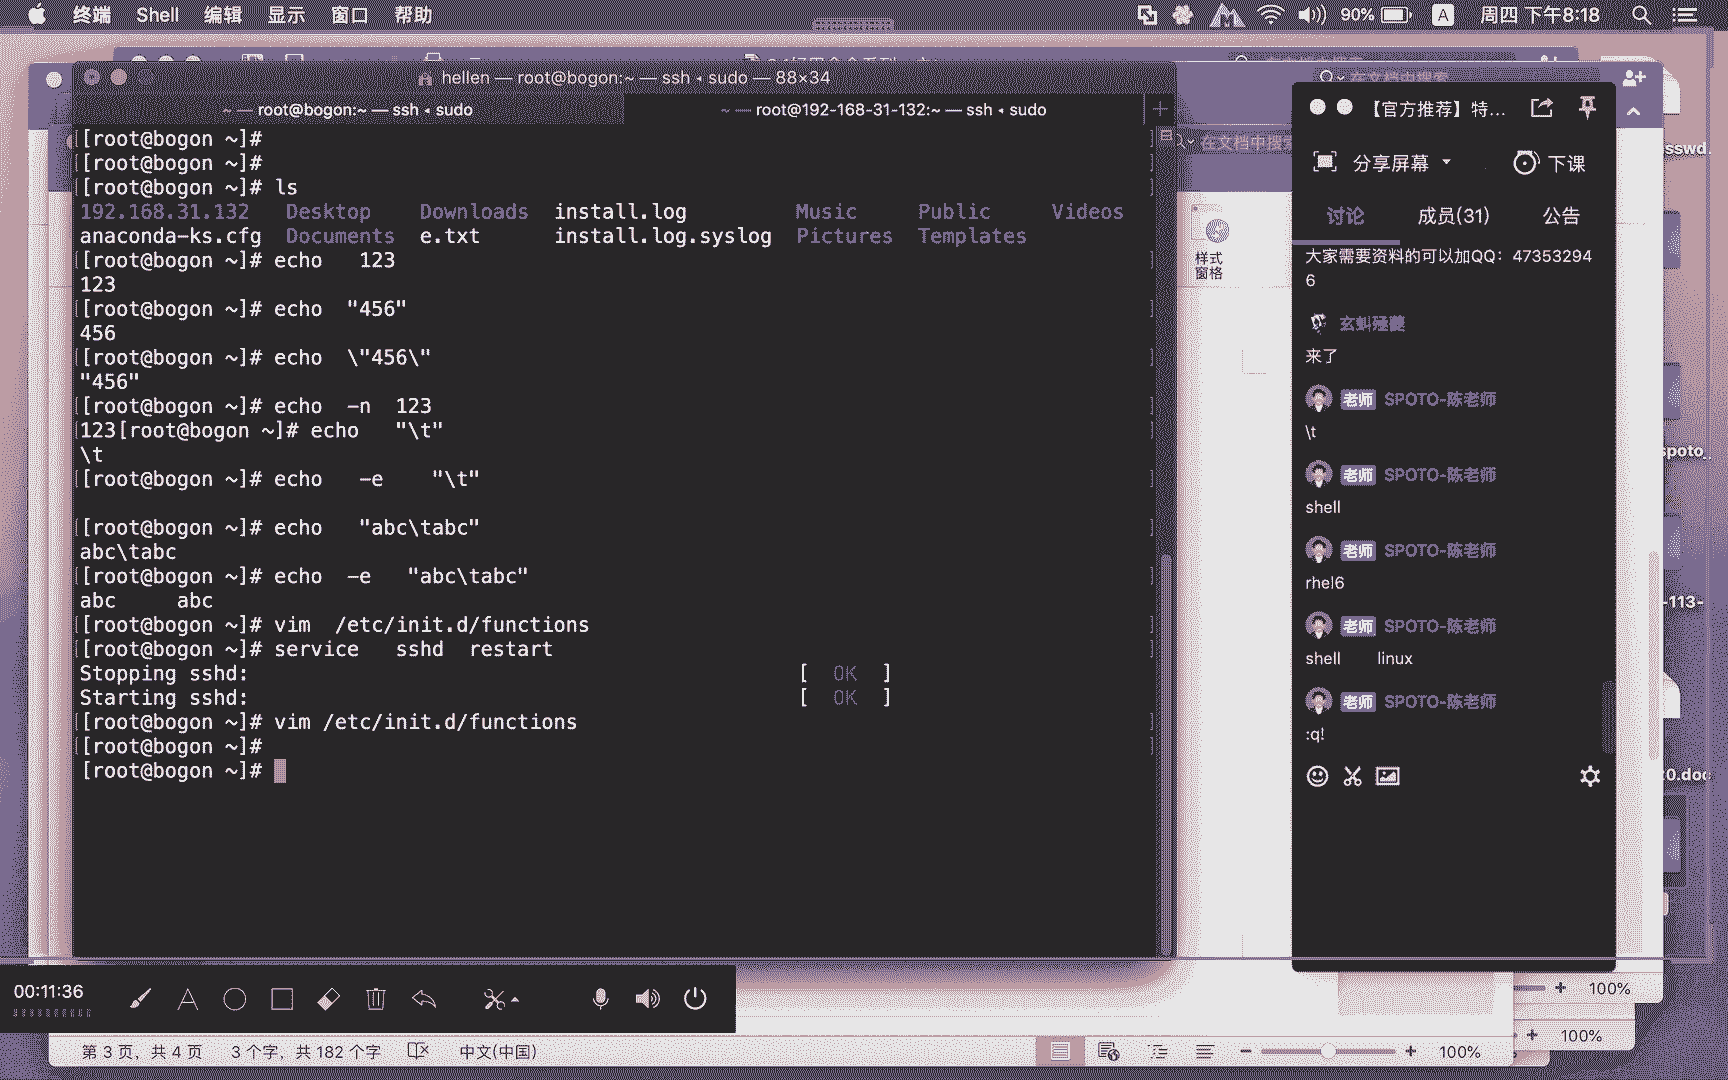 终端 Shell 编辑 显示 窗口 帮助 90% A 周四 下午8:18
hellen — root@bogon:~ — ssh ◂ sudo — 88×34
~ — root@bogon:~ — ssh ◂ sudo
~ — root@192-168-31-132:~ — ssh ◂ sudo
[root@bogon ~]#
[root@bogon ~]#
[root@bogon ~]# ls
192.168.31.132 Desktop Downloads install.log Music Public Videos
anaconda-ks.cfg Documents e.txt install.log.syslog Pictures Templates
[root@bogon ~]# echo   123
123
[root@bogon ~]# echo  "456"
456
[root@bogon ~]# echo  \"456\"
"456"
[root@bogon ~]# echo  -n  123
123[root@bogon ~]# echo   "\t"
\t
[root@bogon ~]# echo   -e    "\t"
[root@bogon ~]# echo   "abc\tabc"
abc\tabc
[root@bogon ~]# echo  -e   "abc\tabc"
abc     abc
[root@bogon ~]# vim  /etc/init.d/functions
[root@bogon ~]# service   sshd  restart
Stopping sshd: [  OK  ]
Starting sshd: [  OK  ]
[root@bogon ~]# vim /etc/init.d/functions
[root@bogon ~]#
[root@bogon ~]#
在文档中搜索
在文档中搜索
样式
窗格
【官方推荐】特...
分享屏幕 下课
讨论 成员(31) 公告
大家需要资料的可以加QQ：47353294
6
来了
老师 SPOTO-陈老师
\t
老师 SPOTO-陈老师
shell
老师 SPOTO-陈老师
rhel6
老师 SPOTO-陈老师
shell    linux
老师 SPOTO-陈老师
:q!
sswd.
spoto_
-113-
0.doc
00:11:36
100%
100%
第 3 页，共 4 页 3 个字，共 182 个字 中文(中国) 100%